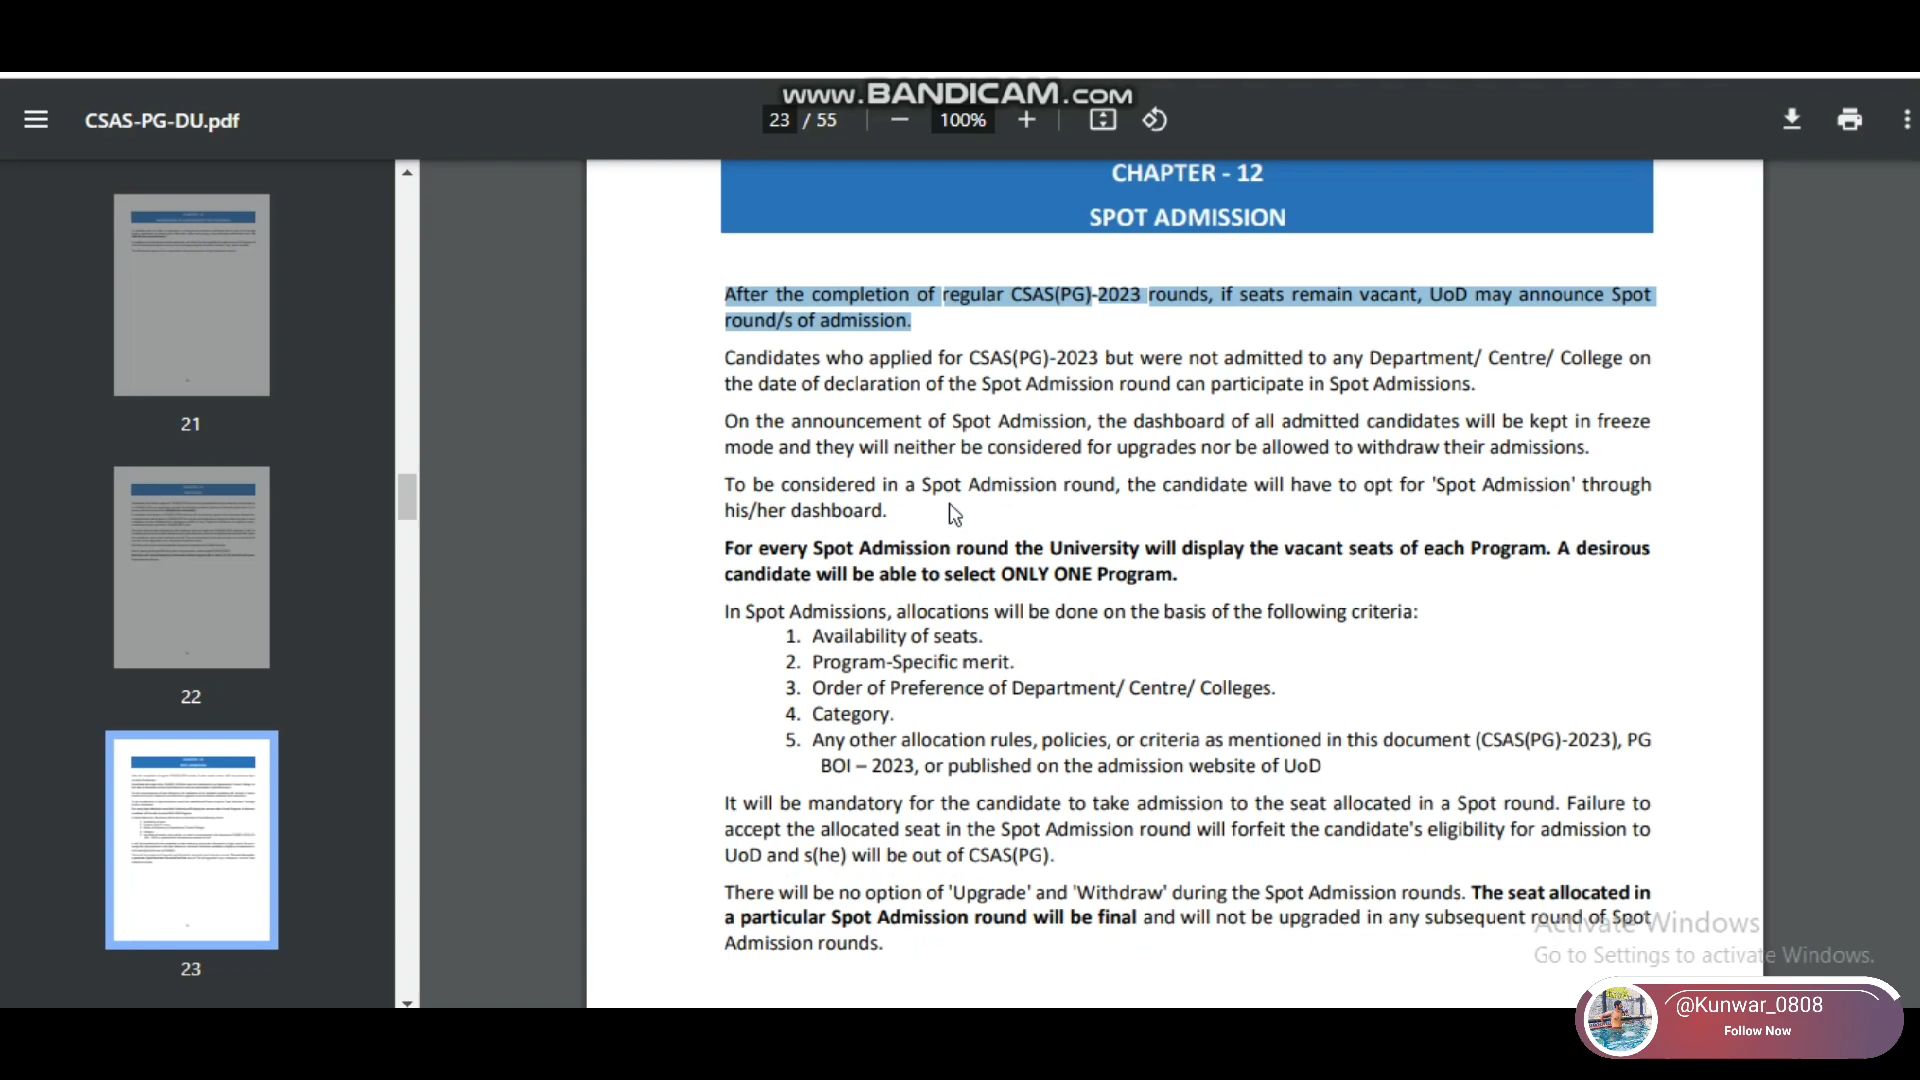 www.BANDICAM.com
CSAS-PG-DU.pdf
23 / 55
100%
21
22
23
CHAPTER - 12
SPOT ADMISSION
After the completion of regular CSAS(PG)-2023 rounds, if seats remain vacant, UoD may announce Spot
round/s of admission.
Candidates who applied for CSAS(PG)-2023 but were not admitted to any Department/ Centre/ College on
the date of declaration of the Spot Admission round can participate in Spot Admissions.
On the announcement of Spot Admission, the dashboard of all admitted candidates will be kept in freeze
mode and they will neither be considered for upgrades nor be allowed to withdraw their admissions.
To be considered in a Spot Admission round, the candidate will have to opt for 'Spot Admission' through
his/her dashboard.
For every Spot Admission round the University will display the vacant seats of each Program. A desirous
candidate will be able to select ONLY ONE Program.
In Spot Admissions, allocations will be done on the basis of the following criteria:
1. Availability of seats.
2. Program-Specific merit.
3. Order of Preference of Department/ Centre/ Colleges.
4. Category.
5. Any other allocation rules, policies, or criteria as mentioned in this document (CSAS(PG)-2023), PG
BOI – 2023, or published on the admission website of UoD
It will be mandatory for the candidate to take admission to the seat allocated in a Spot round. Failure to
accept the allocated seat in the Spot Admission round will forfeit the candidate's eligibility for admission to
UoD and s(he) will be out of CSAS(PG).
There will be no option of 'Upgrade' and 'Withdraw' during the Spot Admission rounds. The seat allocated in
a particular Spot Admission round will be final and will not be upgraded in any subsequent round of Spot
Admission rounds.
Activate Windows
Go to Settings to activate Windows.
@Kunwar_0808
Follow Now